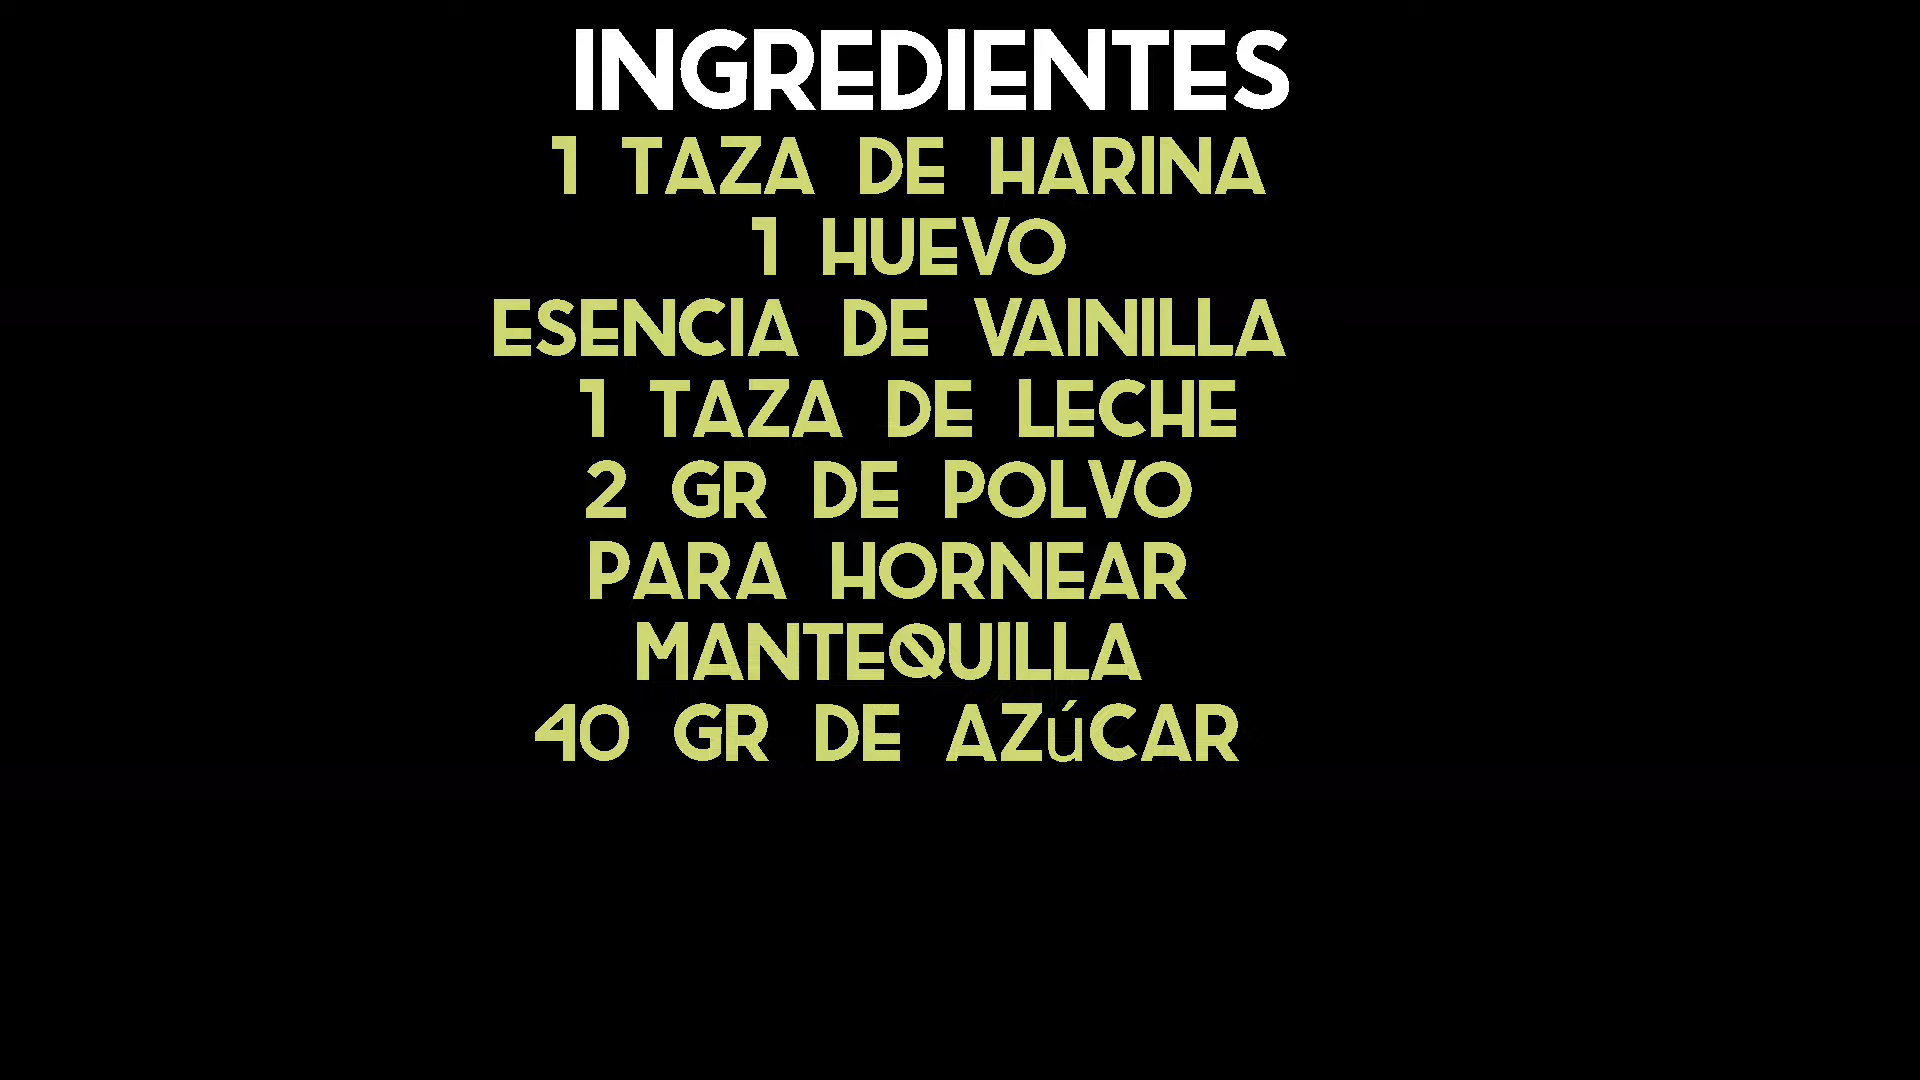 INGREDIENTES
1 TAZA DE HARINA
1 HUEVO
ESENCIA DE VAINILLA
1 TAZA DE LECHE
2 GR DE POLVO
PARA HORNEAR
MANTEQUILLA
40 GR DE AZúCAR